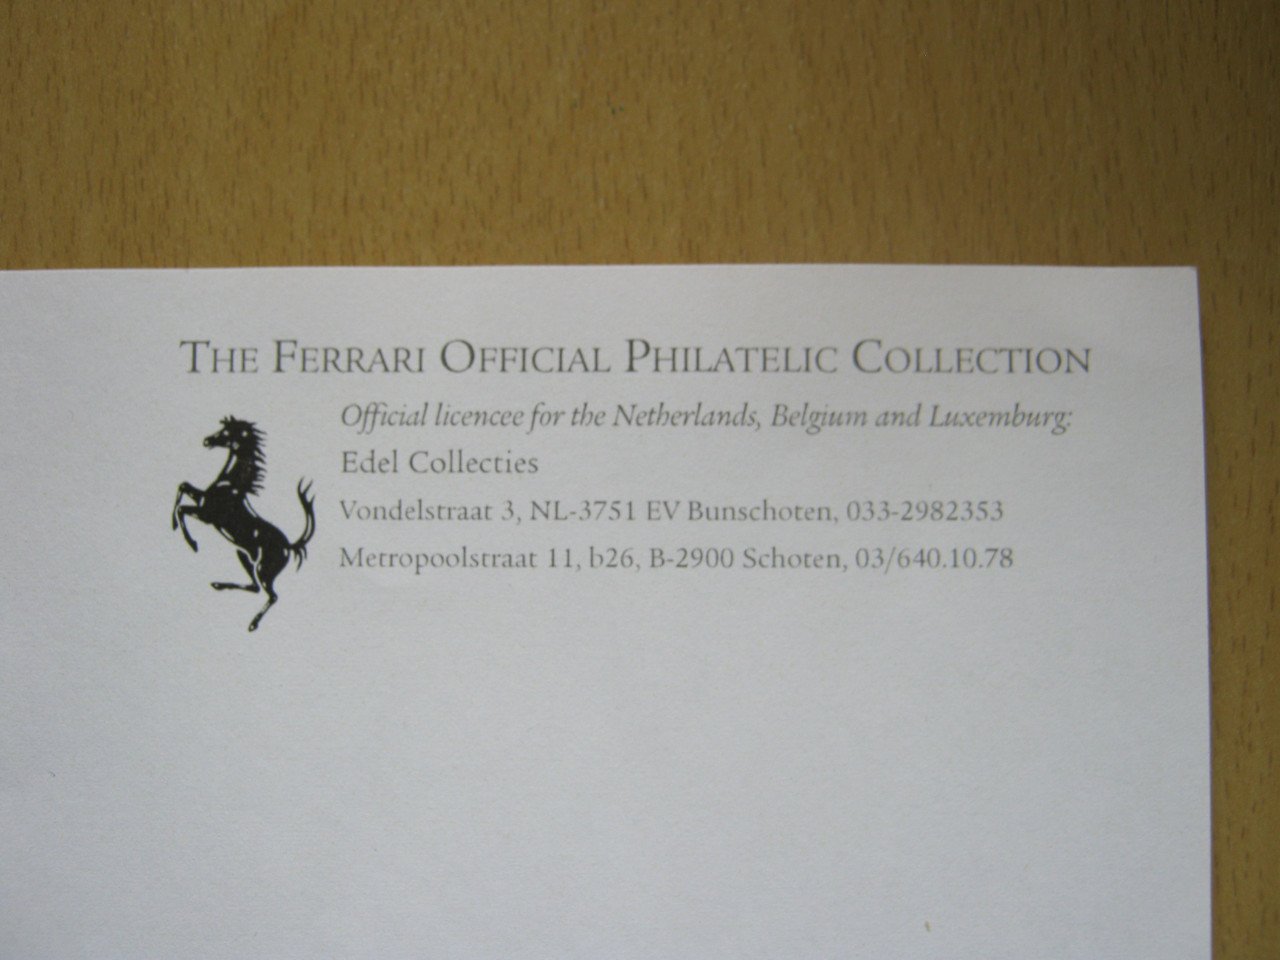 THE FERRARI OFFICIAL PHILATELIC COLLECTION
Official licencee for the Netherlands, Belgium and Luxemburg:
Edel Collecties
Vondelstraat 3, NL-3751 EV Bunschoten, 033-2982353
Metropoolstraat 11, b26, B-2900 Schoten, 03/640.10.78